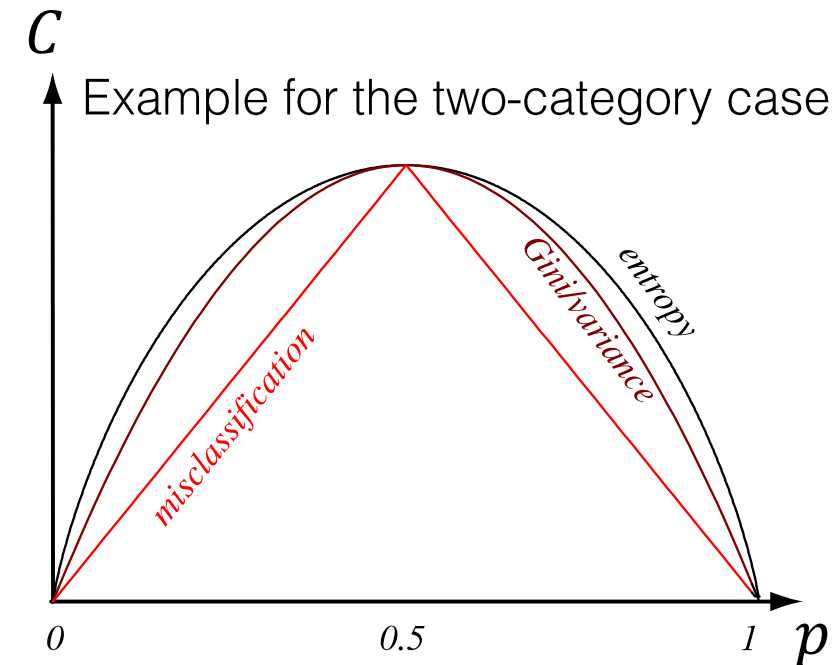 C
Example for the two-category case
misclassification
Gini/variance
entropy
0
0.5
1
p